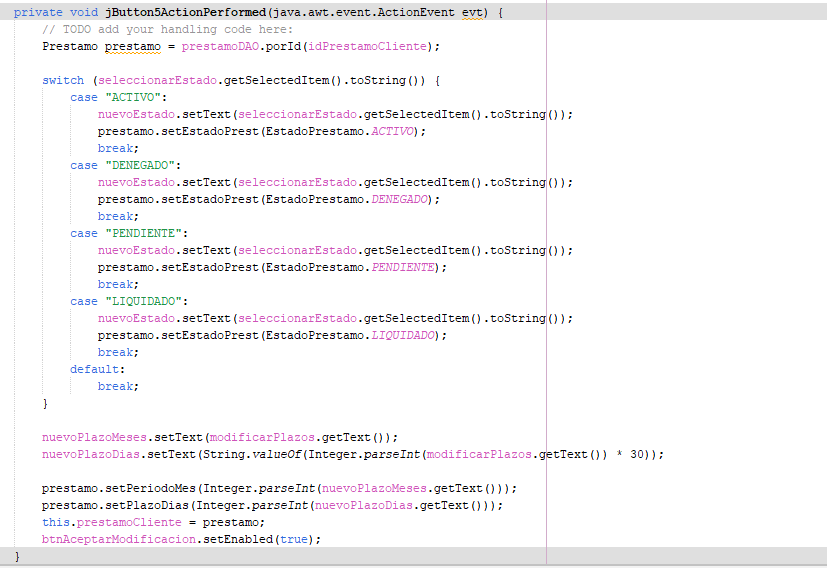 private void jButton5ActionPerformed(java.awt.event.ActionEvent evt) {
// TODO add your handling code here:
Prestamo prestamo = prestamoDAO.porId(idPrestamoCliente);
switch (seleccionarEstado.getSelectedItem().toString()) {
case "ACTIVO":
nuevoEstado.setText(seleccionarEstado.getSelectedItem().toString());
prestamo.setEstadoPrest(EstadoPrestamo.ACTIVO);
break;
case "DENEGADO":
nuevoEstado.setText(seleccionarEstado.getSelectedItem().toString());
prestamo.setEstadoPrest(EstadoPrestamo.DENEGADO);
break;
case "PENDIENTE":
nuevoEstado.setText(seleccionarEstado.getSelectedItem().toString());
prestamo.setEstadoPrest(EstadoPrestamo.PENDIENTE);
break;
case "LIQUIDADO":
nuevoEstado.setText(seleccionarEstado.getSelectedItem().toString());
prestamo.setEstadoPrest(EstadoPrestamo.LIQUIDADO);
break;
default:
break;
}
nuevoPlazoMeses.setText(modificarPlazos.getText());
nuevoPlazoDias.setText(String.valueOf(Integer.parseInt(modificarPlazos.getText()) * 30));
prestamo.setPeriodoMes(Integer.parseInt(nuevoPlazoMeses.getText()));
prestamo.setPlazoDias(Integer.parseInt(nuevoPlazoDias.getText()));
this.prestamoCliente = prestamo;
btnAceptarModificacion.setEnabled(true);
}